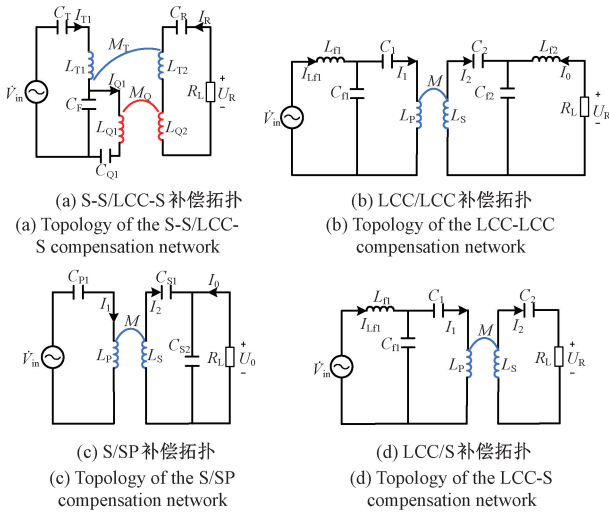 C_T I_T1 C_R I_R
M_T
L_T1 L_T2
V̇_in C_F I_Q1 M_Q R_L + U_R −
L_Q1 L_Q2
C_Q1
(a) S-S/LCC-S 补偿拓扑
(a) Topology of the S-S/LCC-
S compensation network
L_f1 C_1 C_2 L_f2
I_Lf1 I_1 M I_2 I_0
C_f1 C_f2
V̇_in L_P L_S R_L + U_R −
(b) LCC/LCC 补偿拓扑
(b) Topology of the LCC-LCC
compensation network
C_P1 C_S1 I_0
I_1 M I_2
V̇_in L_P L_S C_S2 R_L + U_0 −
(c) S/SP 补偿拓扑
(c) Topology of the S/SP
compensation network
L_f1 C_1 C_2
I_Lf1 I_1 M I_2
C_f1
V̇_in L_P L_S R_L + U_R −
(d) LCC/S 补偿拓扑
(d) Topology of the LCC-S
compensation network